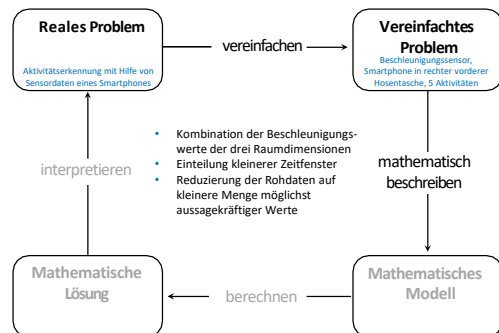 Reales Problem
Aktivitätserkennung mit Hilfe von
Sensordaten eines Smartphones
vereinfachen
Vereinfachtes
Problem
Beschleunigungssensor,
Smartphone in rechter vorderer
Hosentasche, 5 Aktivitäten
• Kombination der Beschleunigungs-
werte der drei Raumdimensionen
• Einteilung kleinerer Zeitfenster
• Reduzierung der Rohdaten auf
kleinere Menge möglichst
aussagekräftiger Werte
interpretieren
mathematisch
beschreiben
Mathematische
Lösung
berechnen
Mathematisches
Modell